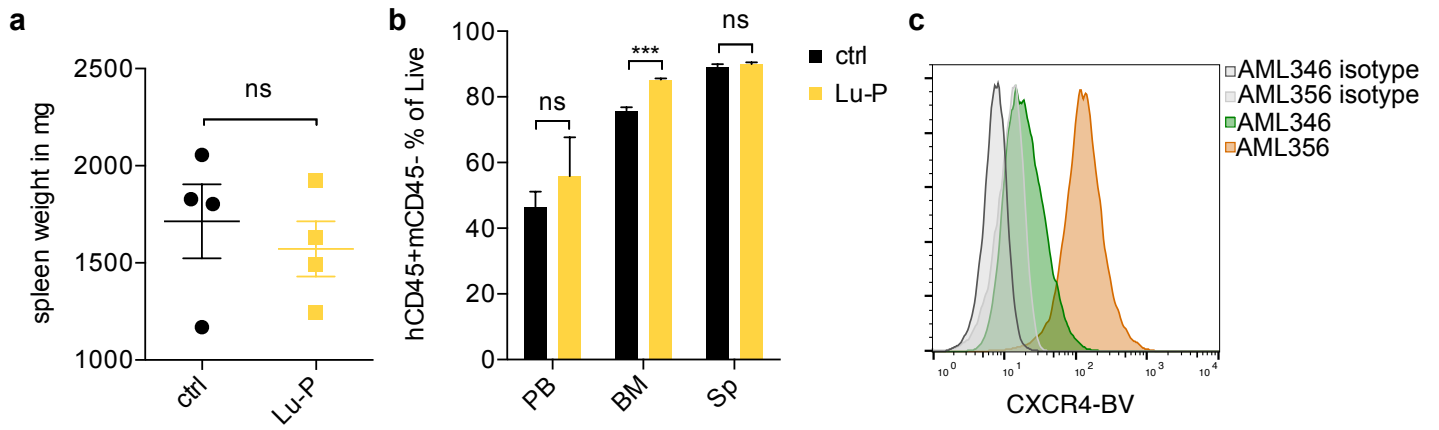 a
spleen weight in mg
2500
2000
1500
1000
ns
ctrl
Lu-P
b
hCD45+mCD45- % of Live
100
80
60
40
20
0
ns
***
ns
PB
BM
Sp
ctrl
Lu-P
c
AML346 isotype
AML356 isotype
AML346
AML356
10^0
10^1
10^2
10^3
10^4
CXCR4-BV